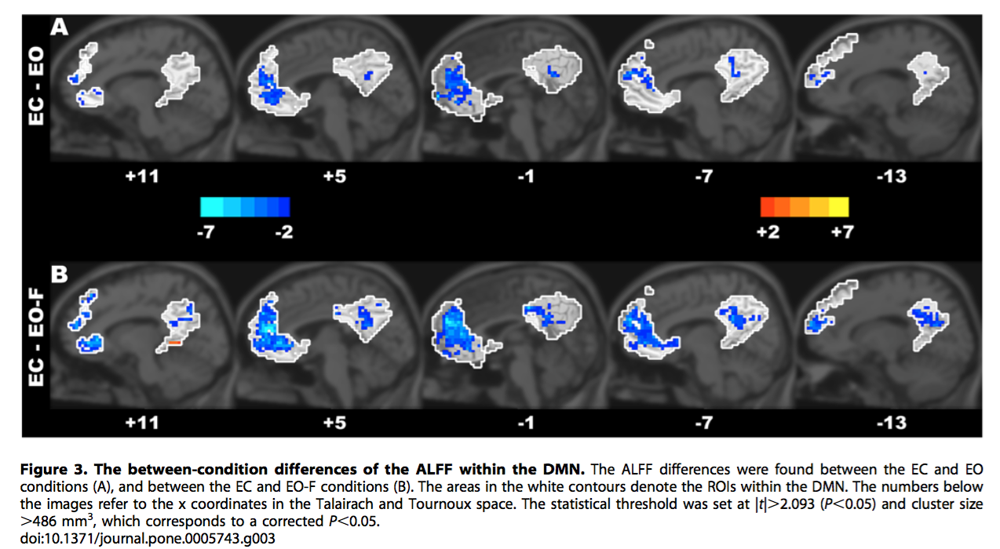 A
EC - EO
+11 +5 -1 -7 -13
-7 -2 +2 +7
B
EC - EO-F
+11 +5 -1 -7 -13
Figure 3. The between-condition differences of the ALFF within the DMN. The ALFF differences were found between the EC and EO
conditions (A), and between the EC and EO-F conditions (B). The areas in the white contours denote the ROIs within the DMN. The numbers below
the images refer to the x coordinates in the Talairach and Tournoux space. The statistical threshold was set at |t|>2.093 (P<0.05) and cluster size
>486 mm³, which corresponds to a corrected P<0.05.
doi:10.1371/journal.pone.0005743.g003